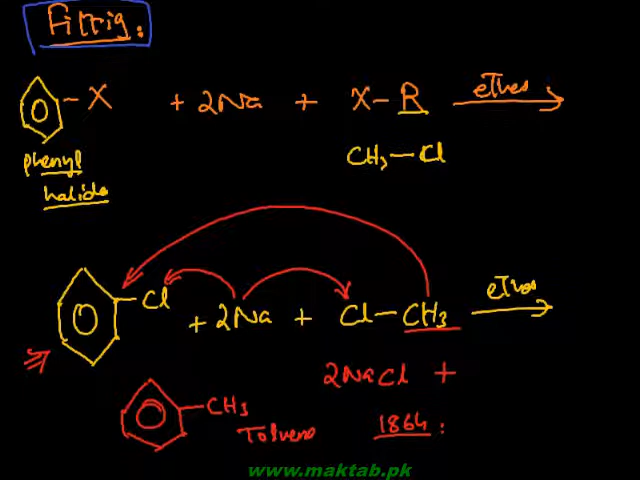 Fittig:
X + 2Na + X-R ether
CH3-Cl
phenyl
halide
Cl + 2Na + Cl-CH3 ether
2NaCl +
CH3
Toluene
1864:
www.maktab.pk